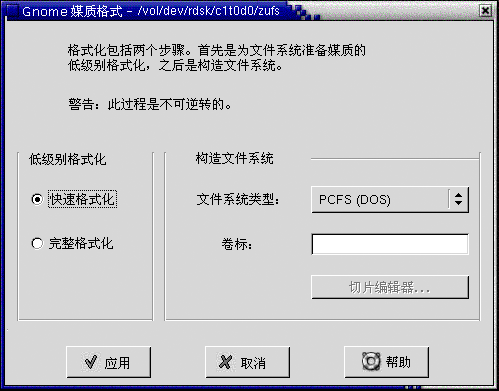 Gnome 媒质格式 - /vol/dev/rdsk/c1t0d0/zufs
格式化包括两个步骤。首先是为文件系统准备媒质的
低级别格式化，之后是构造文件系统。
警告：此过程是不可逆转的。
低级别格式化
快速格式化
完整格式化
构造文件系统
文件系统类型：
PCFS (DOS)
卷标：
切片编辑器...
应用
取消
帮助